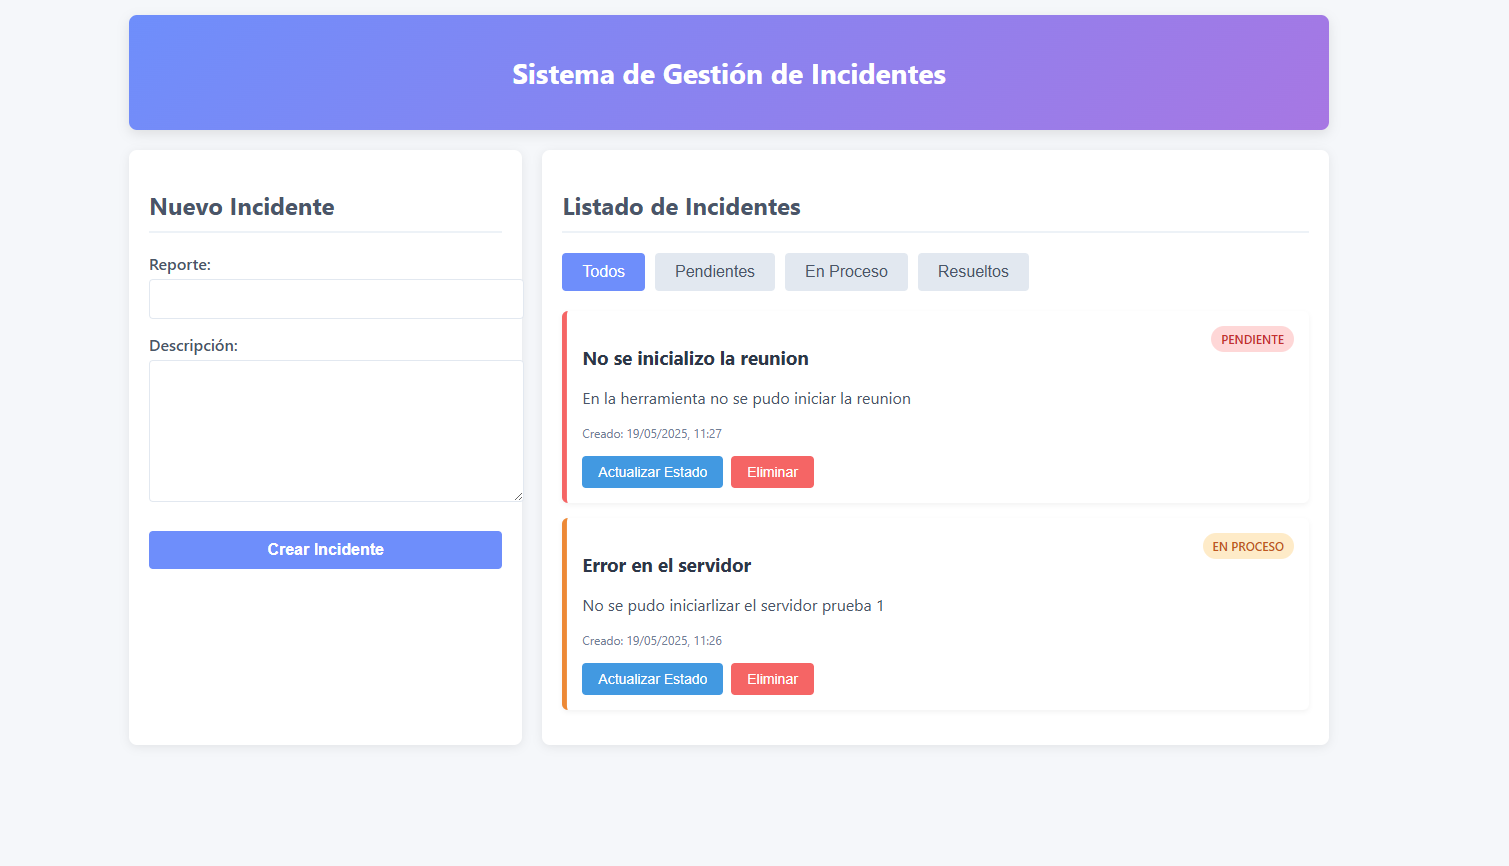 Sistema de Gestión de Incidentes
Nuevo Incidente
Reporte:
Descripción:
Crear Incidente
Listado de Incidentes
Todos Pendientes En Proceso Resueltos
PENDIENTE
No se inicializo la reunion
En la herramienta no se pudo iniciar la reunion
Creado: 19/05/2025, 11:27
Actualizar Estado Eliminar
EN PROCESO
Error en el servidor
No se pudo iniciarlizar el servidor prueba 1
Creado: 19/05/2025, 11:26
Actualizar Estado Eliminar